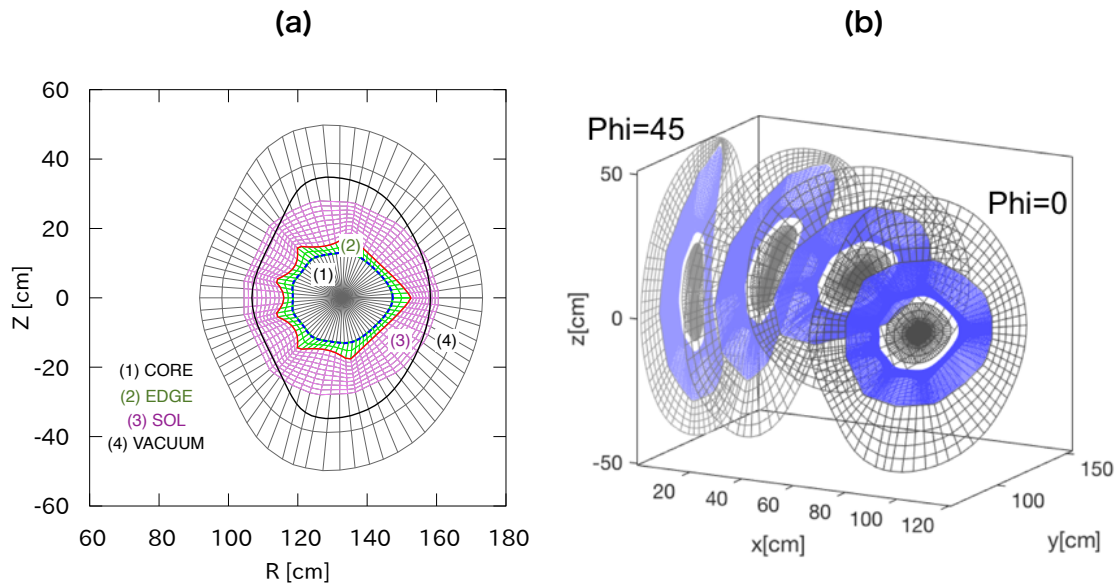 (a)
60
40
20
0
-20
-40
-60
Z [cm]
60
80
100
120
140
160
180
R [cm]
(1)
(2)
(3)
(4)
(1) CORE
(2) EDGE
(3) SOL
(4) VACUUM
(b)
Phi=45
Phi=0
50
0
-50
z[cm]
20
40
60
80
100
120
x[cm]
100
150
y[cm]